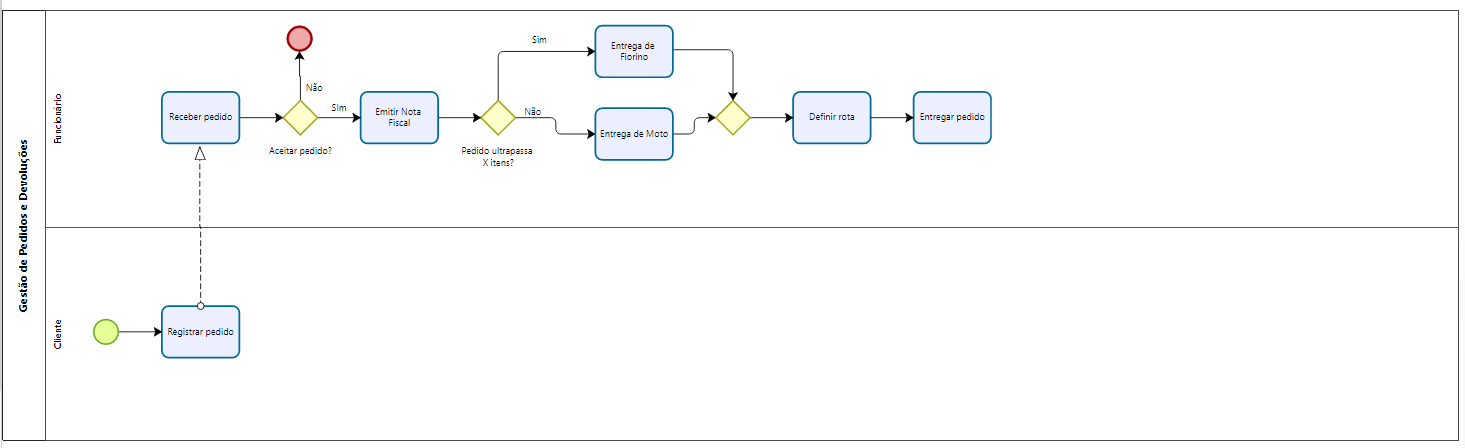 Gestão de Pedidos e Devoluções
Funcionário
Receber pedido
Aceitar pedido?
Não
Sim
Emitir Nota
Fiscal
Pedido ultrapassa
X itens?
Sim
Não
Entrega de
Fiorino
Entrega de Moto
Definir rota
Entregar pedido
Cliente
Registrar pedido